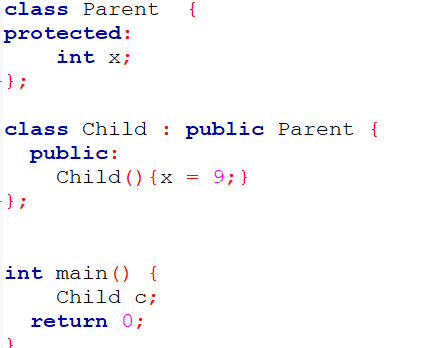 class Parent  {
protected:
    int x;
};

class Child : public Parent {
  public:
    Child(){x = 9;}
};


int main() {
    Child c;
  return 0;
}